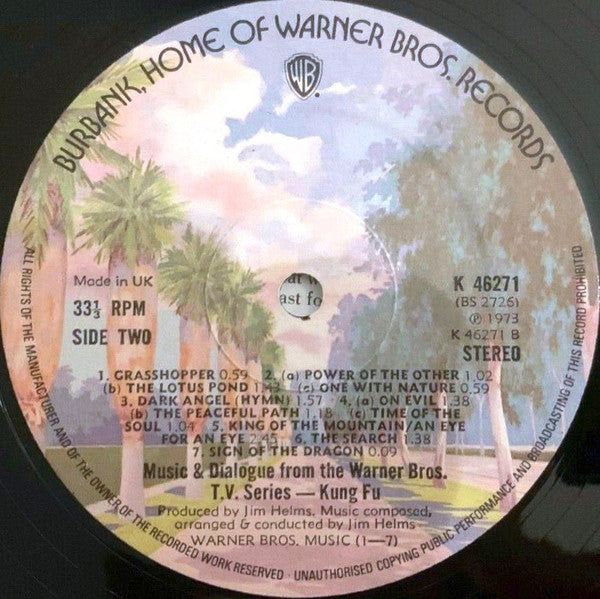 BURBANK, HOME OF WARNER BROS. RECORDS
WB
Made in UK
33⅓ RPM
SIDE TWO
ast fo
K 46271
(BS 2726)
℗ 1973
K 46271 B
STEREO
1. GRASSHOPPER 0.59 2. (a) POWER OF THE OTHER 1.02
(b) THE LOTUS POND 1.43 (c) ONE WITH NATURE 0.59
3. DARK ANGEL (HYMN) 1.57 4. (a) ON EVIL 1.38
(b) THE PEACEFUL PATH 1.18 (c) TIME OF THE
SOUL 1.04 5. KING OF THE MOUNTAIN/AN EYE
FOR AN EYE 2.45 6. THE SEARCH 1.38
7. SIGN OF THE DRAGON 0.09
Music & Dialogue from the Warner Bros.
T.V. Series — Kung Fu
Produced by Jim Helms. Music composed,
arranged & conducted by Jim Helms
WARNER BROS. MUSIC (1—7)
ALL RIGHTS OF THE MANUFACTURER AND OF THE OWNER OF THE RECORDED WORK RESERVED · UNAUTHORISED COPYING PUBLIC PERFORMANCE AND BROADCASTING OF THIS RECORD PROHIBITED